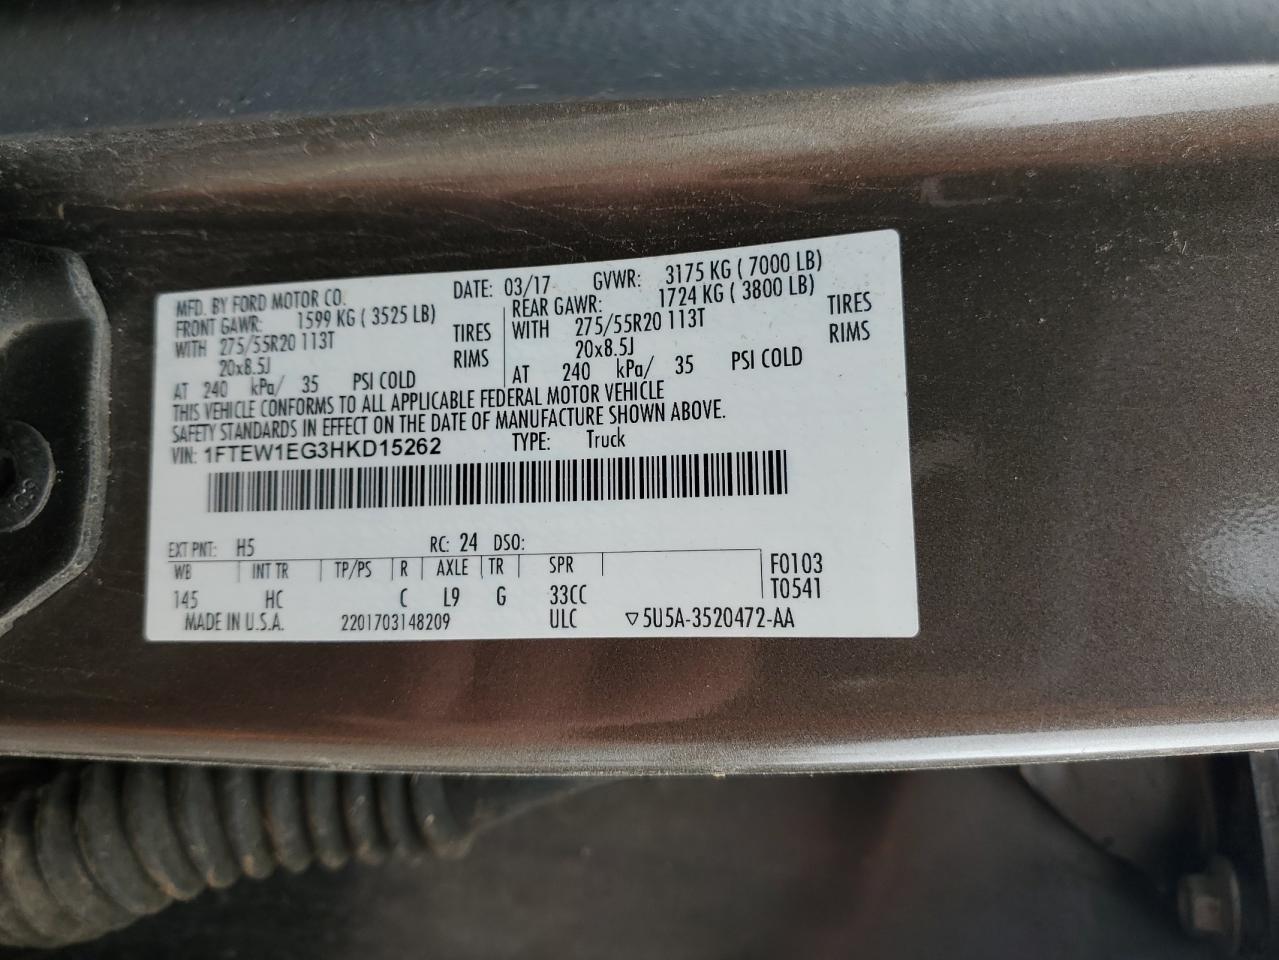 MFD. BY FORD MOTOR CO. DATE: 03/17 GVWR: 3175 KG ( 7000 LB)
FRONT GAWR: 1599 KG ( 3525 LB) REAR GAWR: 1724 KG ( 3800 LB)
WITH 275/55R20 113T TIRES WITH 275/55R20 113T TIRES
20x8.5J RIMS 20x8.5J RIMS
AT 240 kPa/ 35 PSI COLD AT 240 kPa/ 35 PSI COLD
THIS VEHICLE CONFORMS TO ALL APPLICABLE FEDERAL MOTOR VEHICLE
SAFETY STANDARDS IN EFFECT ON THE DATE OF MANUFACTURE SHOWN ABOVE.
VIN: 1FTEW1EG3HKD15262 TYPE: Truck
EXT PNT: H5 RC: 24 DSO:
WB INT TR TP/PS R AXLE TR SPR F0103
145 HC C L9 G 33CC T0541
MADE IN U.S.A. 2201703148209 ULC ▽5U5A-3520472-AA